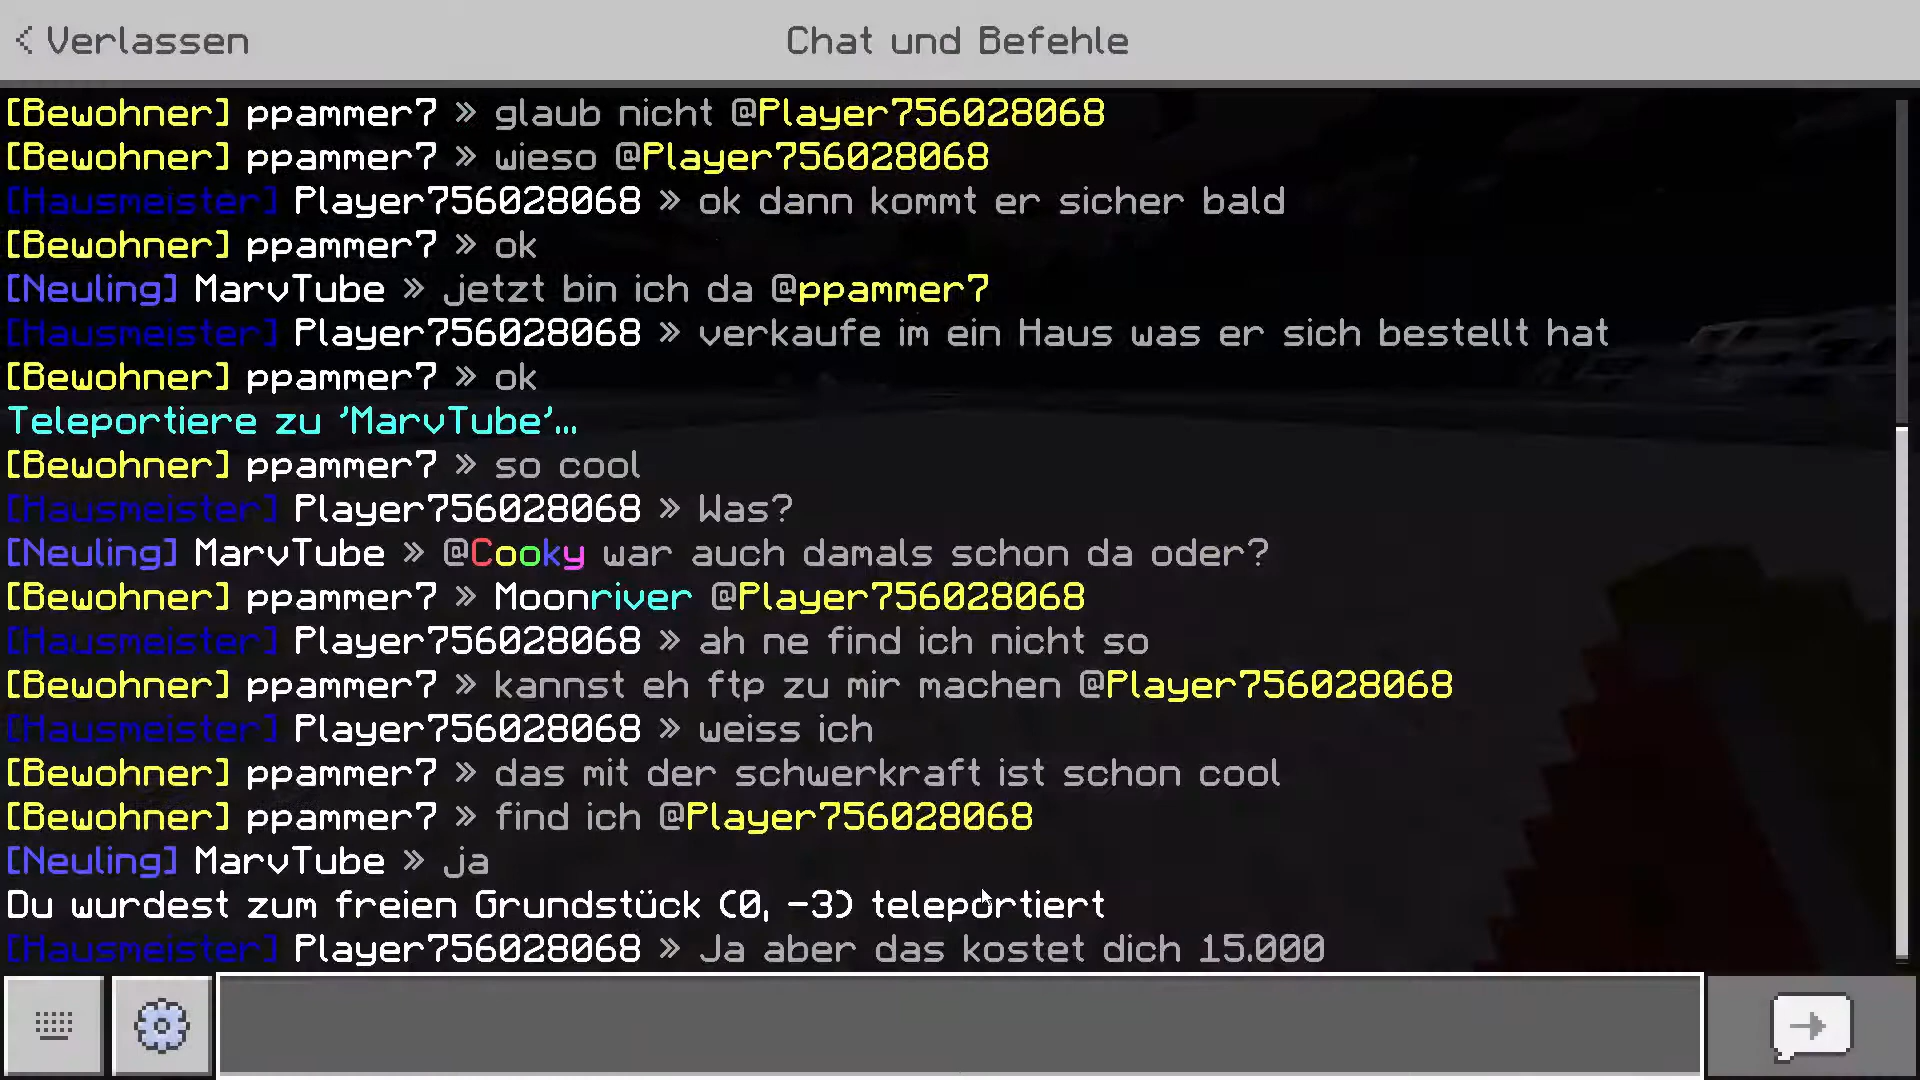 Verlassen
Chat und Befehle
[Bewohner] ppammer7 » glaub nicht @Player756028068
[Bewohner] ppammer7 » wieso @Player756028068
[Hausmeister] Player756028068 » ok dann kommt er sicher bald
[Bewohner] ppammer7 » ok
[Neuling] MarvTube » jetzt bin ich da @ppammer7
[Hausmeister] Player756028068 » verkaufe im ein Haus was er sich bestellt hat
[Bewohner] ppammer7 » ok
Teleportiere zu 'MarvTube'...
[Bewohner] ppammer7 » so cool
[Hausmeister] Player756028068 » Was?
[Neuling] MarvTube » @Cooky war auch damals schon da oder?
[Bewohner] ppammer7 » Moonriver @Player756028068
[Hausmeister] Player756028068 » ah ne find ich nicht so
[Bewohner] ppammer7 » kannst eh ftp zu mir machen @Player756028068
[Hausmeister] Player756028068 » weiss ich
[Bewohner] ppammer7 » das mit der schwerkraft ist schon cool
[Bewohner] ppammer7 » find ich @Player756028068
[Neuling] MarvTube » ja
Du wurdest zum freien Grundstück (0, -3) teleportiert
[Hausmeister] Player756028068 » Ja aber das kostet dich 15.000